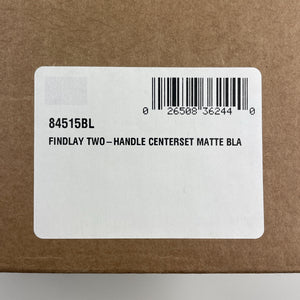 0 26508 36244 0
84515BL
FINDLAY TWO-HANDLE CENTERSET MATTE BLA